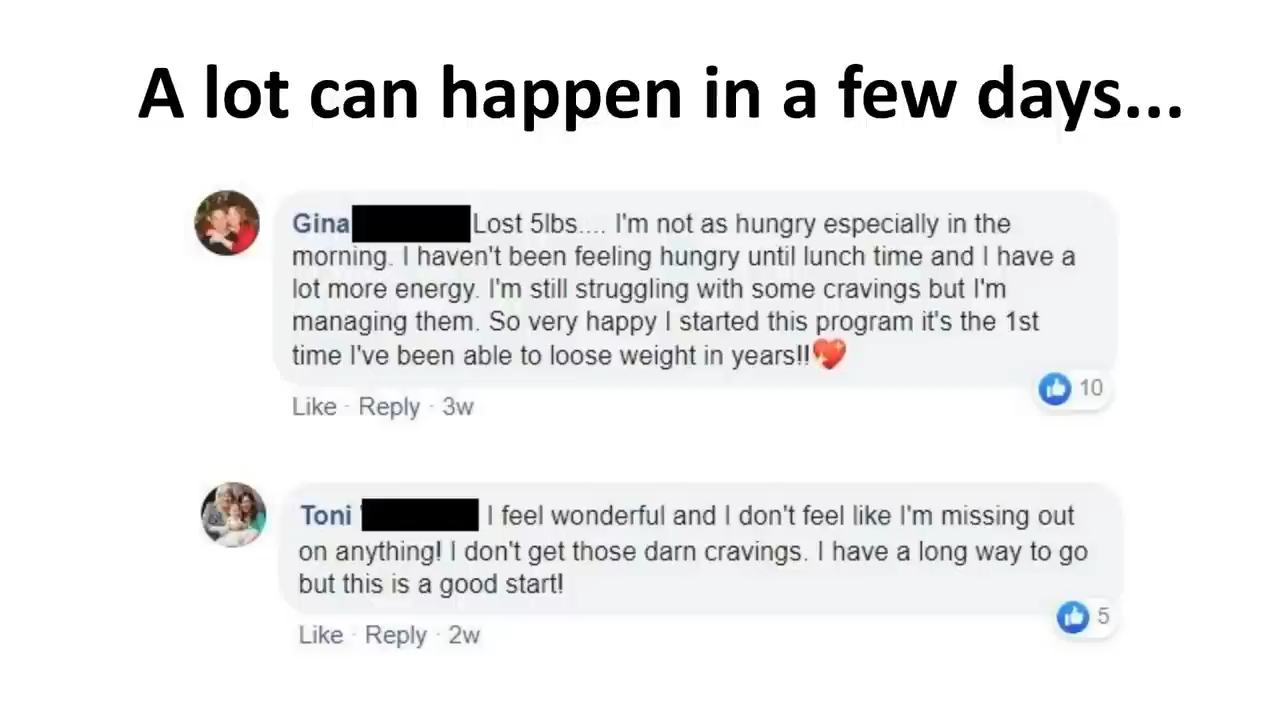 A lot can happen in a few days...
Gina Lost 5lbs.... I'm not as hungry especially in the
morning. I haven't been feeling hungry until lunch time and I have a
lot more energy. I'm still struggling with some cravings but I'm
managing them. So very happy I started this program it's the 1st
time I've been able to loose weight in years!!
10
Like · Reply · 3w
Toni I feel wonderful and I don't feel like I'm missing out
on anything! I don't get those darn cravings. I have a long way to go
but this is a good start!
5
Like · Reply · 2w